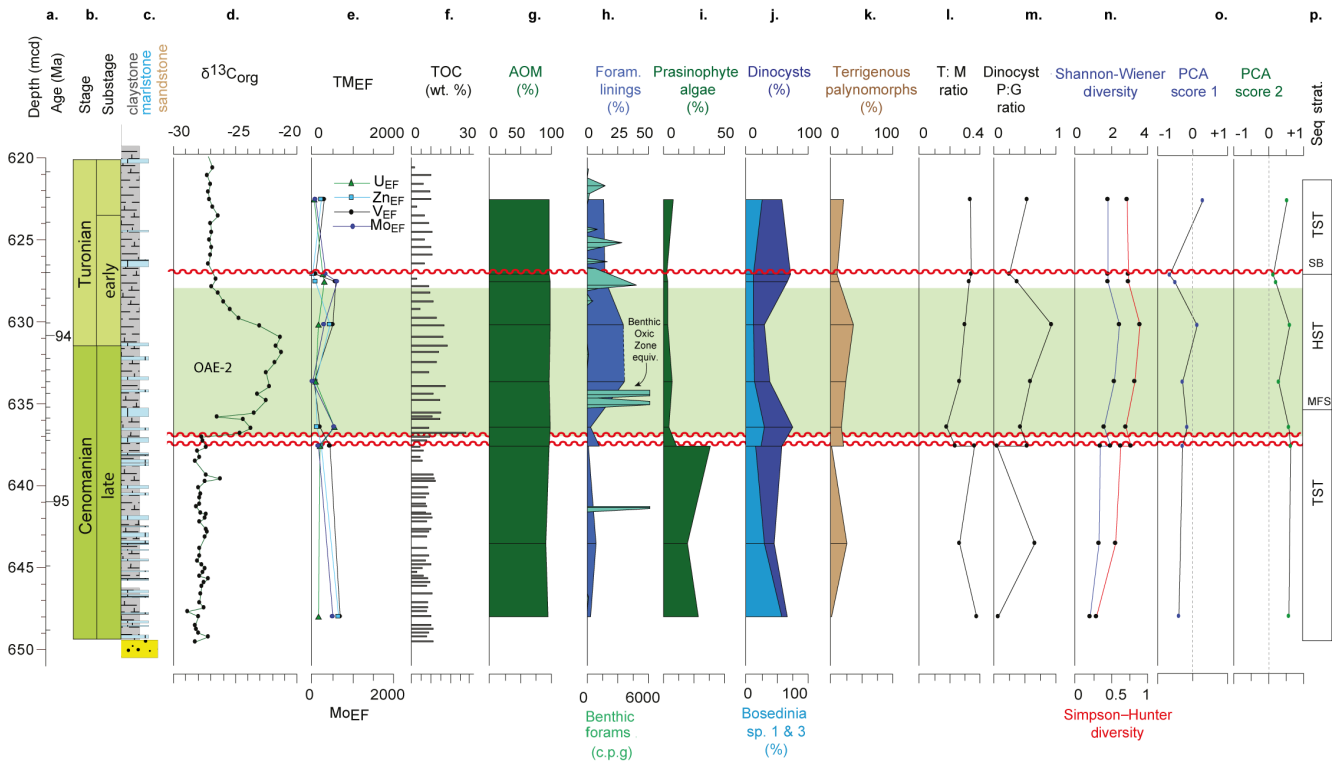 a. b. c. d. e. f. g. h. i. j. k. l. m. n. o. p.
Depth (mcd)
Age (Ma)
Stage
Substage
claystone
marlstone
sandstone
δ13Corg
TMEF
TOC
(wt. %)
AOM
(%)
Foram.
linings
(%)
Prasinophyte
algae
(%)
Dinocysts
(%)
Terrigenous
palynomorphs
(%)
T: M
ratio
Dinocyst
P:G
ratio
Shannon-Wiener
diversity
PCA
score 1
PCA
score 2
Seq strat.
-30 -25 -20
0 2000
0 10 30
0 50 100
0 25 50
0 100
0 100
0 100
0 0.4
0 1
0 2 4
-1 0 +1
-1 0 +1
620
625
630
635
640
645
650
94
95
Turonian
early
Cenomanian
late
UEF
ZnEF
VEF
MoEF
OAE-2
Benthic
Oxic
Zone
equiv.
TST
SB
HST
MFS
TST
0 1000 2000
MoEF
0 6000
Benthic
forams
(c.p.g)
0 100
Bosedinia
sp. 1 & 3
(%)
0 0.5 1
Simpson–Hunter
diversity